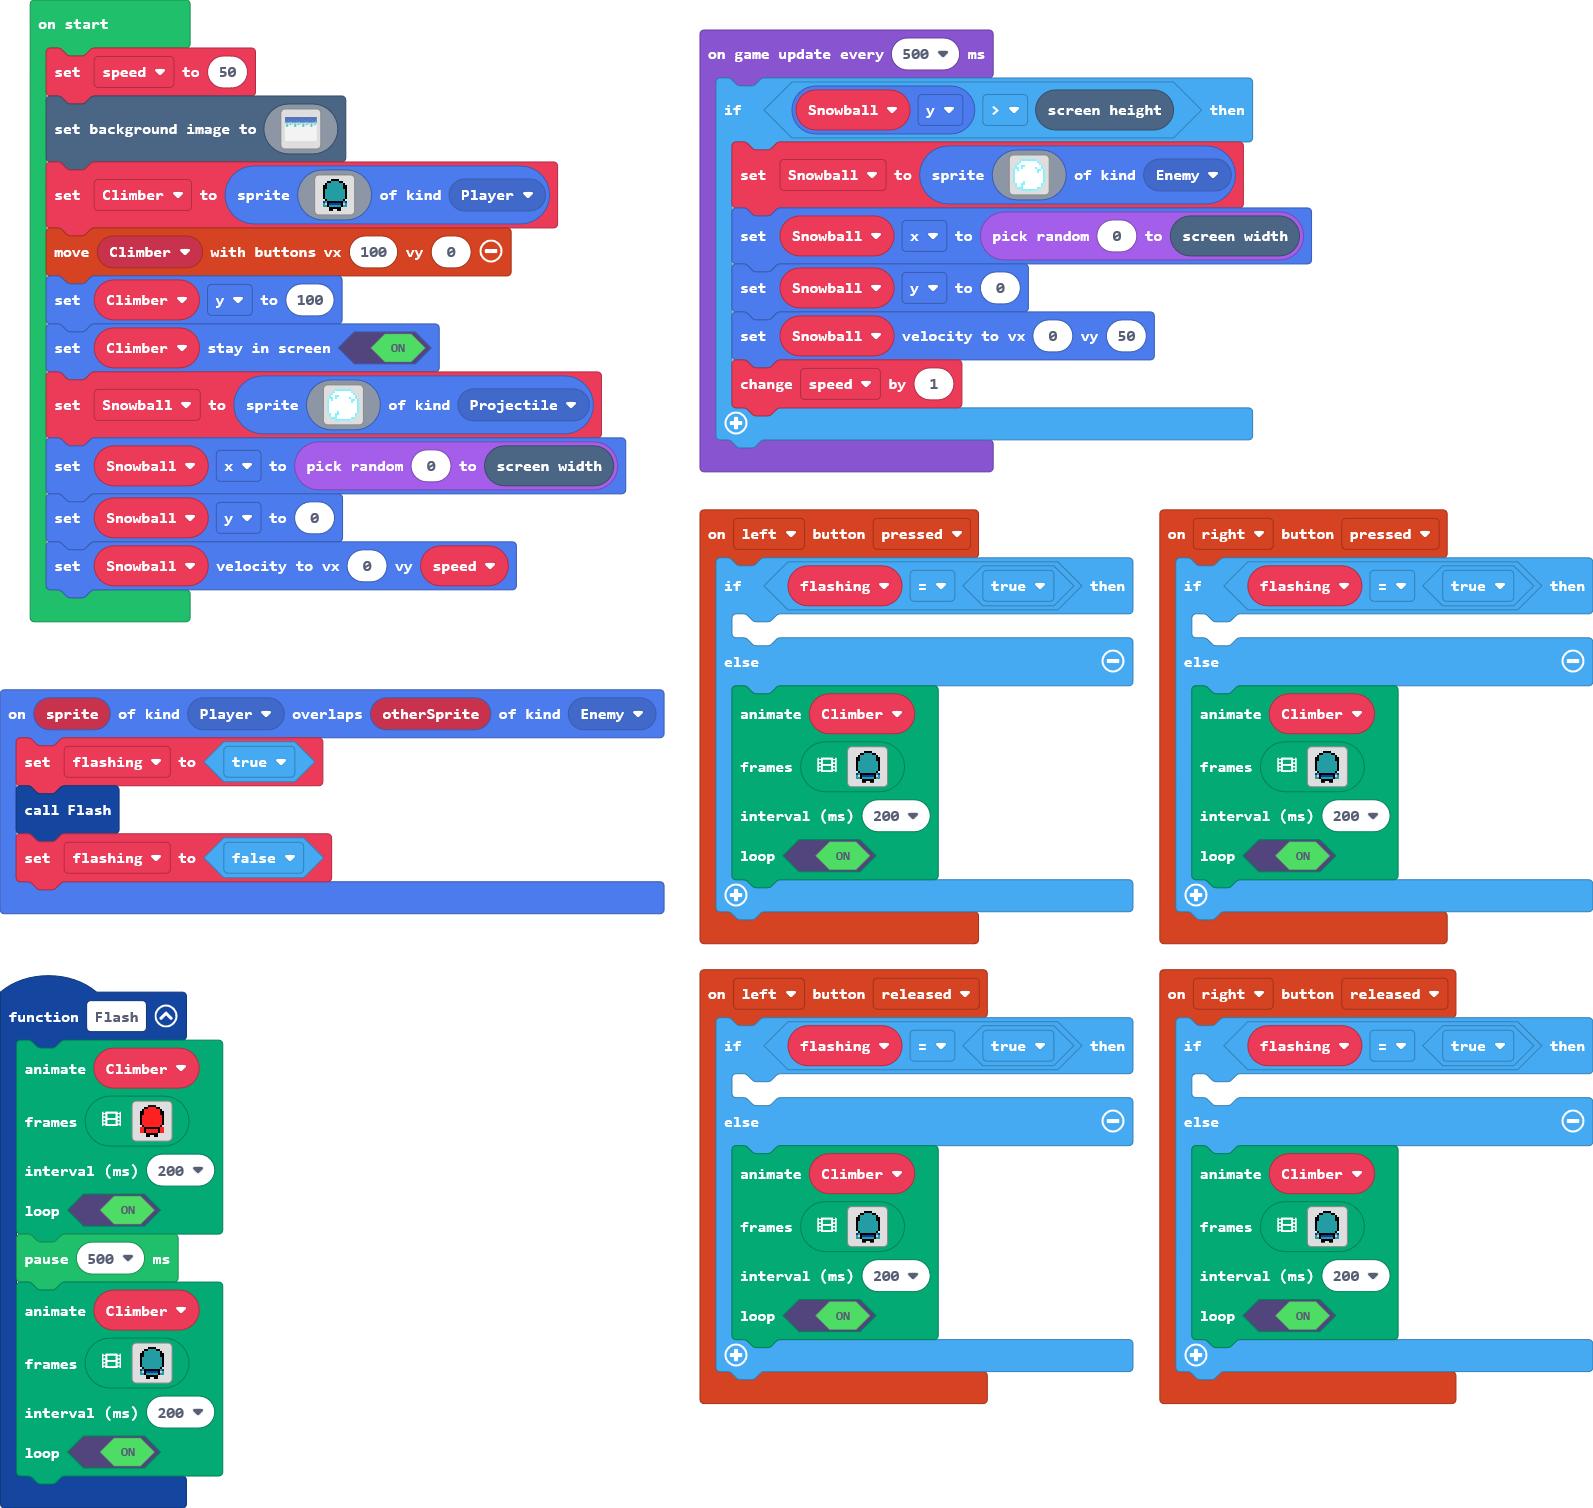 on start
set speed to 50
set background image to
set Climber to sprite of kind Player
move Climber with buttons vx 100 vy 0
set Climber y to 100
set Climber stay in screen ON
set Snowball to sprite of kind Projectile
set Snowball x to pick random 0 to screen width
set Snowball y to 0
set Snowball velocity to vx 0 vy speed
on game update every 500 ms
if Snowball y > screen height then
set Snowball to sprite of kind Enemy
set Snowball x to pick random 0 to screen width
set Snowball y to 0
set Snowball velocity to vx 0 vy 50
change speed by 1
on sprite of kind Player overlaps otherSprite of kind Enemy
set flashing to true
call Flash
set flashing to false
function Flash
animate Climber
frames
interval (ms) 200
loop ON
pause 500 ms
animate Climber
frames
interval (ms) 200
loop ON
on left button pressed
if flashing = true then
else
animate Climber
frames
interval (ms) 200
loop ON
on right button pressed
if flashing = true then
else
animate Climber
frames
interval (ms) 200
loop ON
on left button released
if flashing = true then
else
animate Climber
frames
interval (ms) 200
loop ON
on right button released
if flashing = true then
else
animate Climber
frames
interval (ms) 200
loop ON